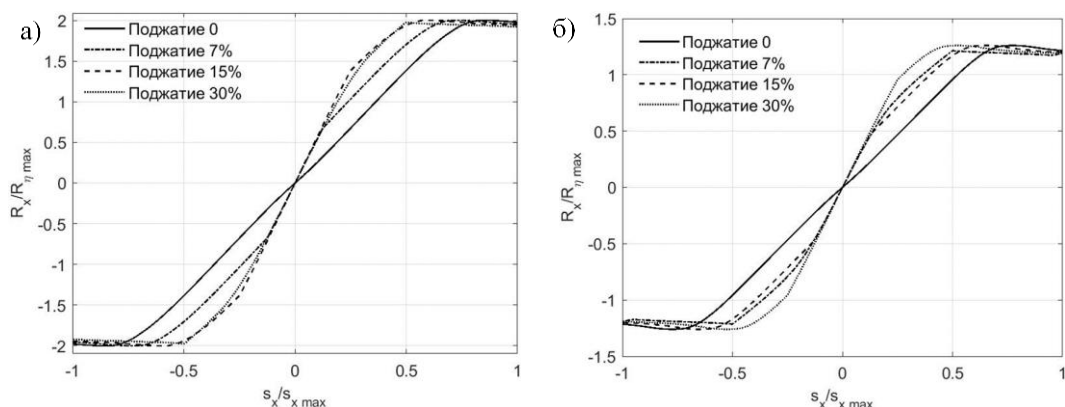 а)
Поджатие 0
Поджатие 7%
Поджатие 15%
Поджатие 30%
2
1.5
1
0.5
0
-0.5
-1
-1.5
-2
R_x/R_η max
-1
-0.5
0
0.5
1
s_x/s_x max
б)
Поджатие 0
Поджатие 7%
Поджатие 15%
Поджатие 30%
1.5
1
0.5
0
-0.5
-1
-1.5
R_x/R_η max
-1
-0.5
0
0.5
1
s_x/s_x max